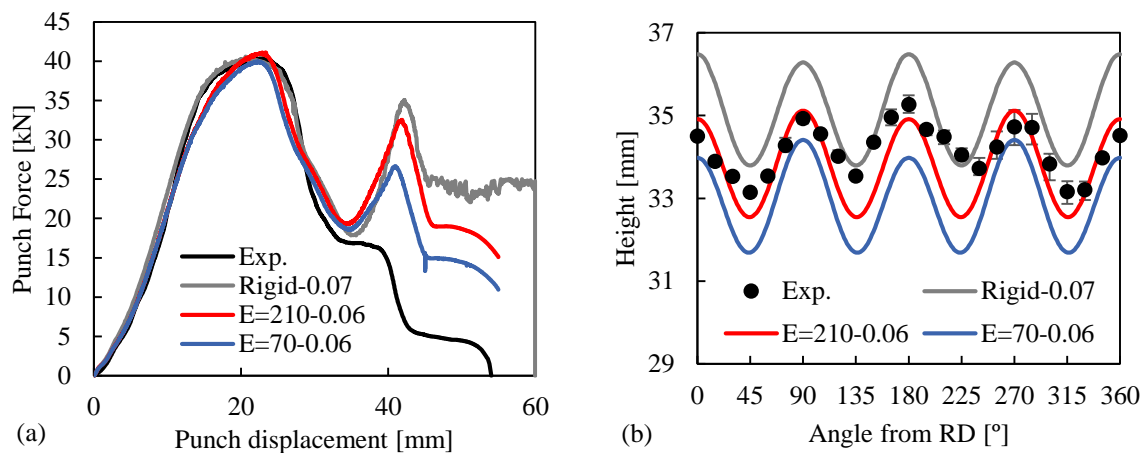 45
40
35
30
25
20
15
10
5
0
Punch Force [kN]
Exp.
Rigid-0.07
E=210-0.06
E=70-0.06
0 20 40 60
(a) Punch displacement [mm]
37
35
33
31
29
Height [mm]
Exp. Rigid-0.07
E=210-0.06 E=70-0.06
0 45 90 135 180 225 270 315 360
(b) Angle from RD [º]